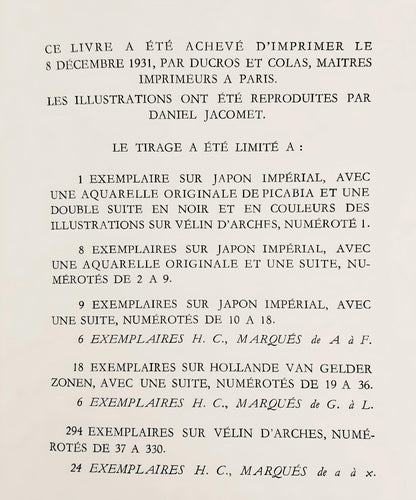 CE LIVRE A ÉTÉ ACHEVÉ D'IMPRIMER LE
8 DÉCEMBRE 1931, PAR DUCROS ET COLAS, MAITRES
IMPRIMEURS A PARIS.
LES ILLUSTRATIONS ONT ÉTÉ REPRODUITES PAR
DANIEL JACOMET.
LE TIRAGE A ÉTÉ LIMITÉ A :
1 EXEMPLAIRE SUR JAPON IMPÉRIAL, AVEC
UNE AQUARELLE ORIGINALE DE PICABIA ET UNE
DOUBLE SUITE EN NOIR ET EN COULEURS DES
ILLUSTRATIONS SUR VÉLIN D'ARCHES, NUMÉROTÉ 1.
8 EXEMPLAIRES SUR JAPON IMPÉRIAL, AVEC
UNE AQUARELLE ORIGINALE ET UNE SUITE, NU-
MÉROTÉS DE 2 A 9.
9 EXEMPLAIRES SUR JAPON IMPÉRIAL, AVEC
UNE SUITE, NUMÉROTÉS DE 10 A 18.
6 EXEMPLAIRES H. C., MARQUÉS de A à F.
18 EXEMPLAIRES SUR HOLLANDE VAN GELDER
ZONEN, AVEC UNE SUITE, NUMÉROTÉS DE 19 A 36.
6 EXEMPLAIRES H. C., MARQUÉS de G. à L.
294 EXEMPLAIRES SUR VÉLIN D'ARCHES, NUMÉ-
ROTÉS DE 37 A 330.
24 EXEMPLAIRES H. C., MARQUÉS de a à x.